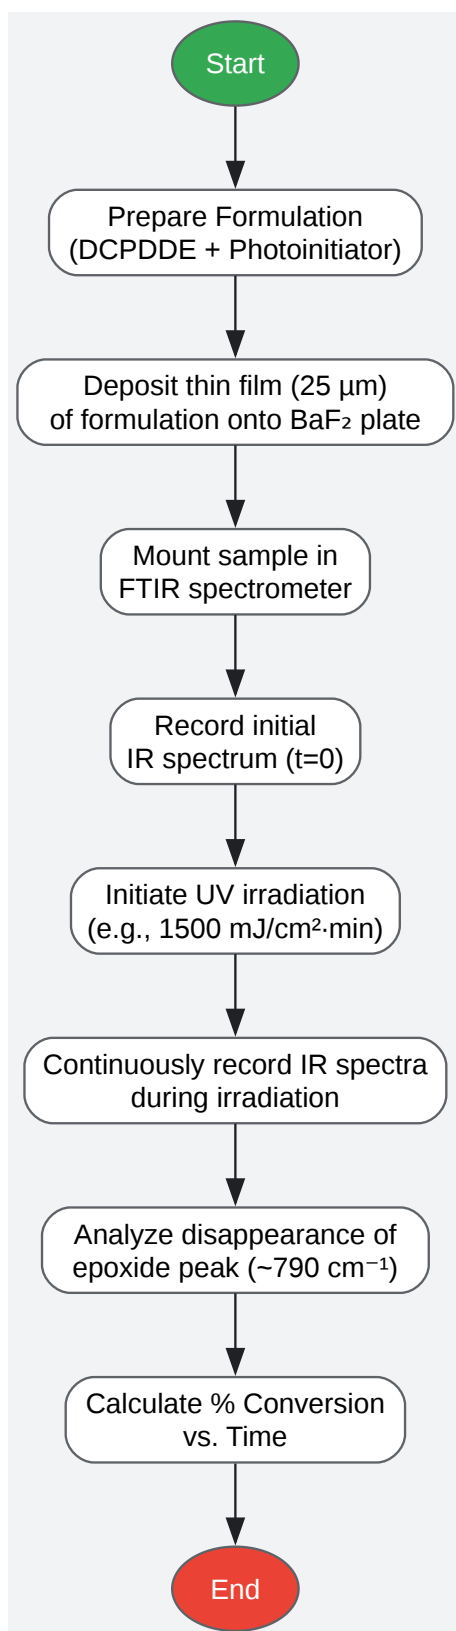 Start
Prepare Formulation
(DCPDDE + Photoinitiator)
Deposit thin film (25 µm)
of formulation onto BaF₂ plate
Mount sample in
FTIR spectrometer
Record initial
IR spectrum (t=0)
Initiate UV irradiation
(e.g., 1500 mJ/cm²·min)
Continuously record IR spectra
during irradiation
Analyze disappearance of
epoxide peak (~790 cm⁻¹)
Calculate % Conversion
vs. Time
End